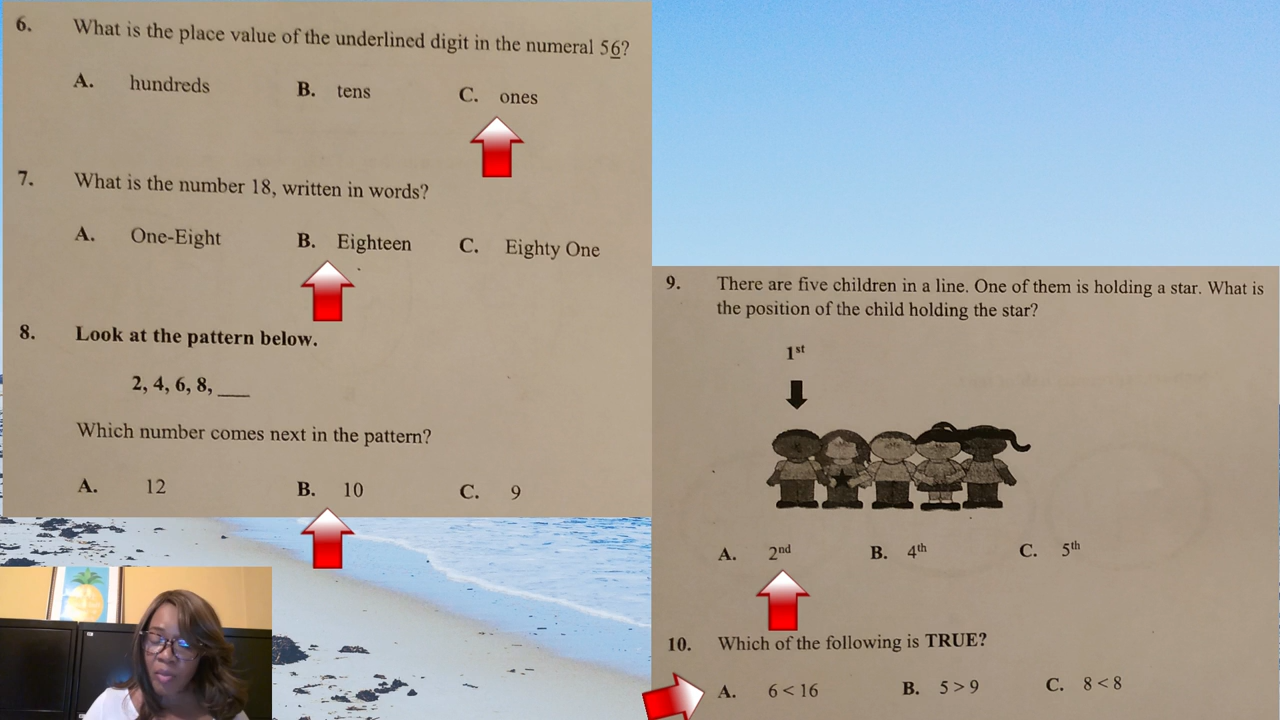 6. What is the place value of the underlined digit in the numeral 56?
A. hundreds B. tens C. ones
7. What is the number 18, written in words?
A. One-Eight B. Eighteen C. Eighty One
8. Look at the pattern below.
2, 4, 6, 8, ___
Which number comes next in the pattern?
A. 12 B. 10 C. 9
9. There are five children in a line. One of them is holding a star. What is
the position of the child holding the star?
1st
A. 2nd B. 4th C. 5th
10. Which of the following is TRUE?
A. 6 < 16 B. 5 > 9 C. 8 < 8